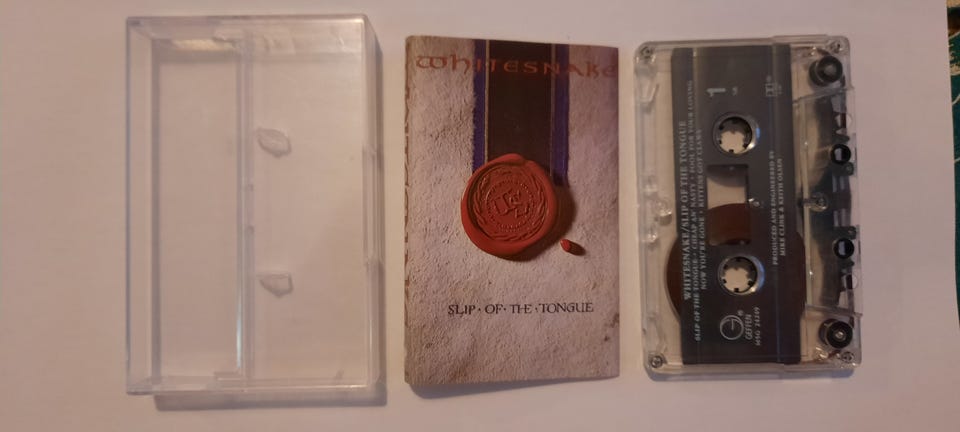 WHITESNAKE
SLIP · OF · THE · TONGUE
WHITESNAKE/SLIP OF THE TONGUE
SLIP OF THE TONGUE • CHEAP AN' NASTY • FOOL FOR YOUR LOVING
NOW YOU'RE GONE • KITTENS GOT CLAWS
1
PRODUCED AND ENGINEERED BY
MIKE CLINK & KEITH OLSEN
GEFFEN
M5G 24249